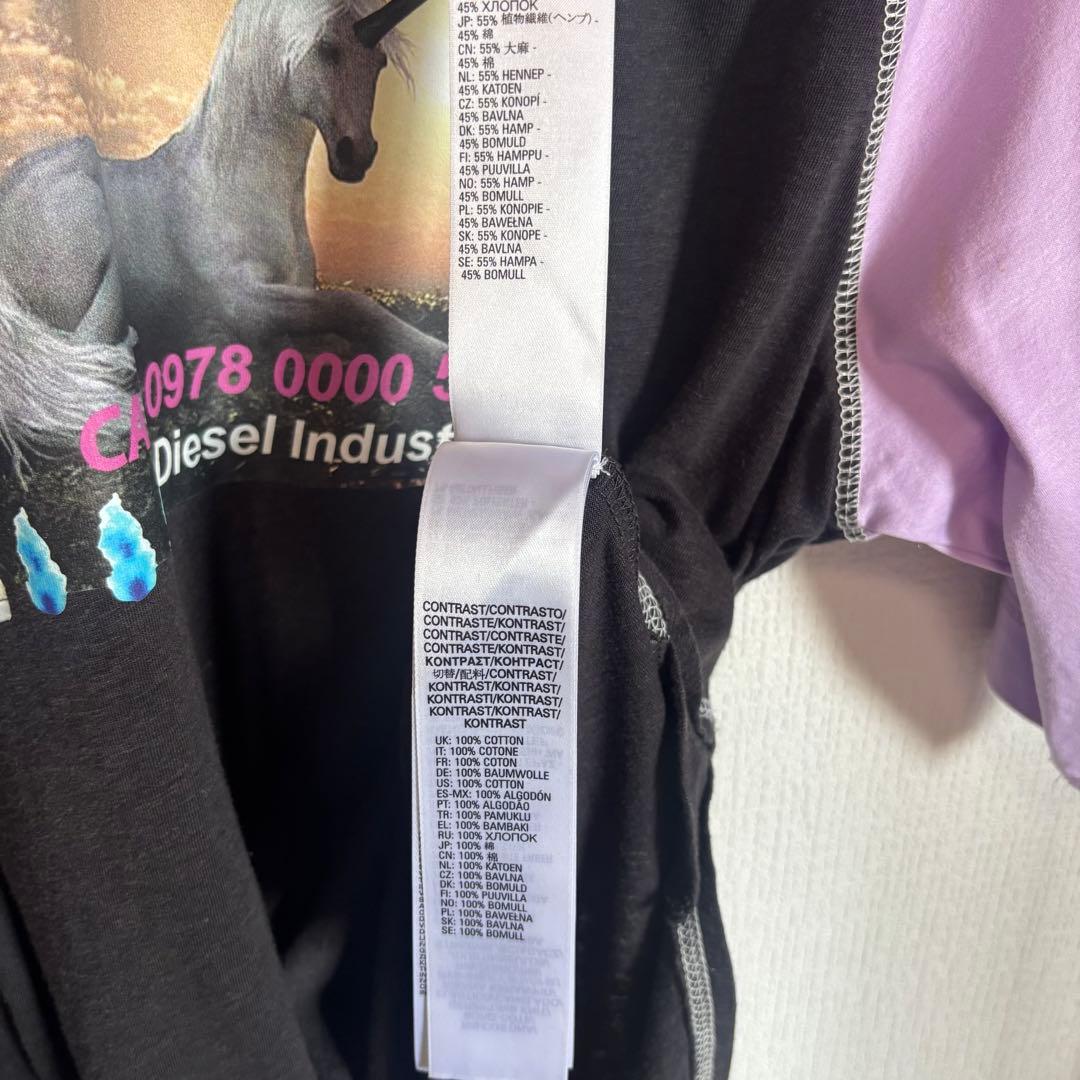 45% ХЛОПОК
JP: 55% 植物繊維(ヘンプ) -
45% 綿
CN: 55% 大麻 -
45% 棉
NL: 55% HENNEP -
45% KATOEN
CZ: 55% KONOPÍ -
45% BAVLNA
DK: 55% HAMP -
45% BOMULD
FI: 55% HAMPPU -
45% PUUVILLA
NO: 55% HAMP -
45% BOMULL
PL: 55% KONOPIE -
45% BAWEŁNA
SK: 55% KONOPE -
45% BAVLNA
SE: 55% HAMPA -
45% BOMULL
CA 0978 0000 5
Diesel Indust
CONTRAST/CONTRASTO/
CONTRASTE/KONTRAST/
CONTRAST/CONTRASTE/
CONTRASTE/KONTRAST/
ΚΟΝΤΡΑΣΤ/КОНТРАСТ/
切替/配料/CONTRAST/
KONTRAST/KONTRAST/
KONTRASTI/KONTRAST/
KONTRAST/KONTRAST/
KONTRAST
UK: 100% COTTON
IT: 100% COTONE
FR: 100% COTON
DE: 100% BAUMWOLLE
US: 100% COTTON
ES-MX: 100% ALGODÓN
PT: 100% ALGODÃO
TR: 100% PAMUKLU
EL: 100% ΒΑΜΒΑΚΙ
RU: 100% ХЛОПОК
JP: 100% 綿
CN: 100% 棉
NL: 100% KATOEN
CZ: 100% BAVLNA
DK: 100% BOMULD
FI: 100% PUUVILLA
NO: 100% BOMULL
PL: 100% BAWEŁNA
SK: 100% BAVLNA
SE: 100% BOMULL